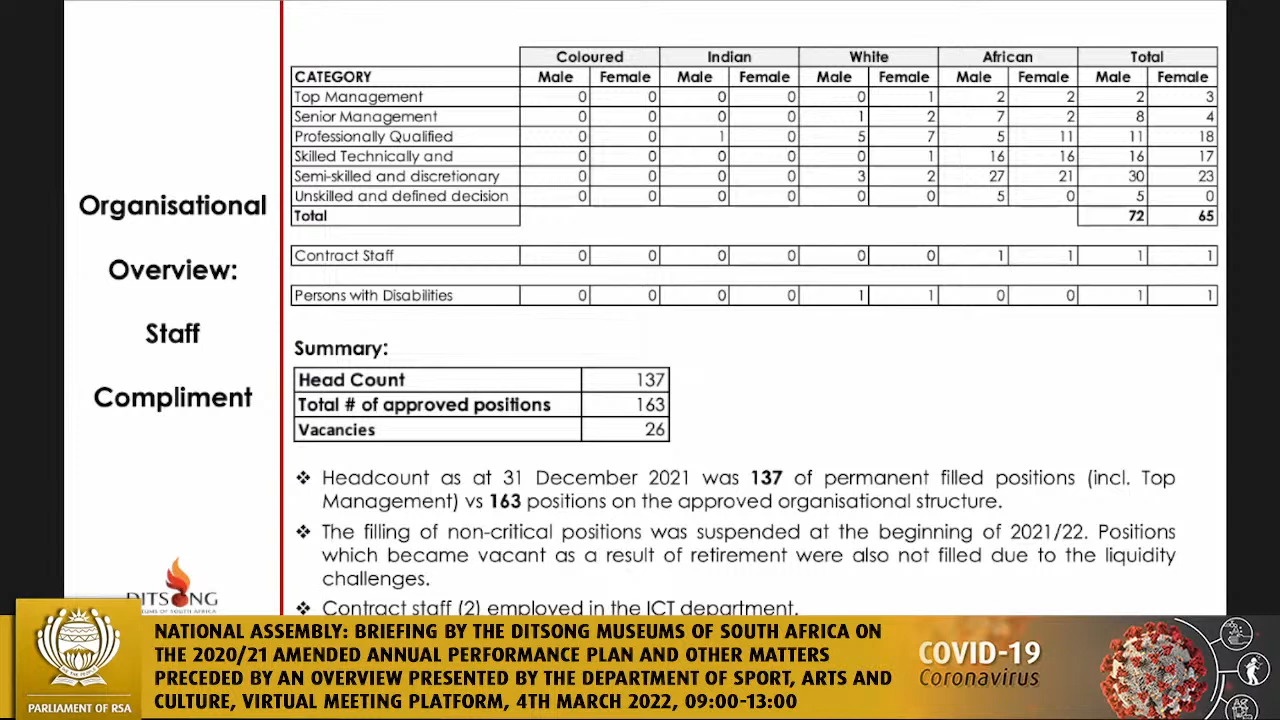 Organisational
Overview:
Staff
Compliment
Coloured Indian White African Total
CATEGORY Male Female Male Female Male Female Male Female Male Female
Top Management 0 0 0 0 0 1 2 2 2 3
Senior Management 0 0 0 0 1 2 7 2 8 4
Professionally Qualified 0 0 1 0 5 7 5 11 11 18
Skilled Technically and 0 0 0 0 0 1 16 16 16 17
Semi-skilled and discretionary 0 0 0 0 3 2 27 21 30 23
Unskilled and defined decision 0 0 0 0 0 0 5 0 5 0
Total 72 65
Contract Staff 0 0 0 0 0 0 1 1 1 1
Persons with Disabilities 0 0 0 0 1 1 0 0 1 1
Summary:
Head Count 137
Total # of approved positions 163
Vacancies 26
❖ Headcount as at 31 December 2021 was 137 of permanent filled positions (incl. Top
Management) vs 163 positions on the approved organisational structure.
❖ The filling of non-critical positions was suspended at the beginning of 2021/22. Positions
which became vacant as a result of retirement were also not filled due to the liquidity
challenges.
❖ Contract staff (2) employed in the ICT department.
DITSONG
MUSEUMS OF SOUTH AFRICA
PARLIAMENT OF RSA
NATIONAL ASSEMBLY: BRIEFING BY THE DITSONG MUSEUMS OF SOUTH AFRICA ON
THE 2020/21 AMENDED ANNUAL PERFORMANCE PLAN AND OTHER MATTERS
PRECEDED BY AN OVERVIEW PRESENTED BY THE DEPARTMENT OF SPORT, ARTS AND
CULTURE, VIRTUAL MEETING PLATFORM, 4TH MARCH 2022, 09:00-13:00
COVID-19
Coronavirus